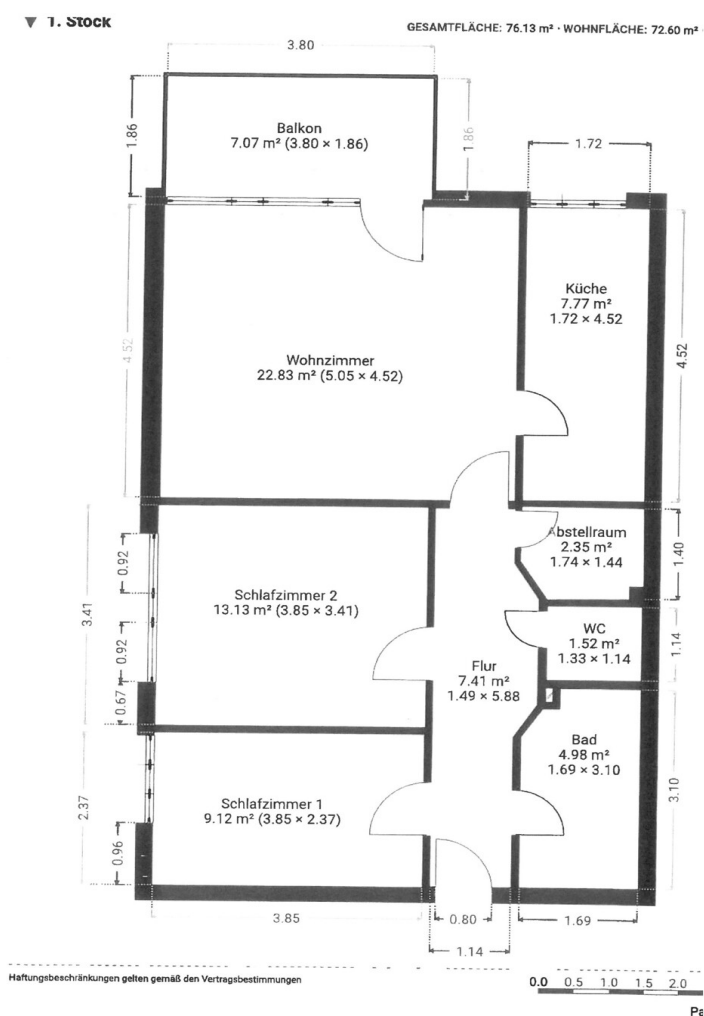 ▼ 1. Stock
GESAMTFLÄCHE: 76.13 m² · WOHNFLÄCHE: 72.60 m² ·
3.80
1.86
1.86
Balkon
7.07 m² (3.80 × 1.86)
1.72
Küche
7.77 m²
1.72 × 4.52
4.52
4.52
Wohnzimmer
22.83 m² (5.05 × 4.52)
Abstellraum
2.35 m²
1.74 × 1.44
1.40
0.92
3.41
Schlafzimmer 2
13.13 m² (3.85 × 3.41)
WC
1.52 m²
1.33 × 1.14
1.14
0.92
0.67
Flur
7.41 m²
1.49 × 5.88
Bad
4.98 m²
1.69 × 3.10
3.10
2.37
Schlafzimmer 1
9.12 m² (3.85 × 2.37)
0.96
3.85
0.80
1.69
1.14
Haftungsbeschränkungen gelten gemäß den Vertragsbestimmungen
0.0 0.5 1.0 1.5 2.0
Pa